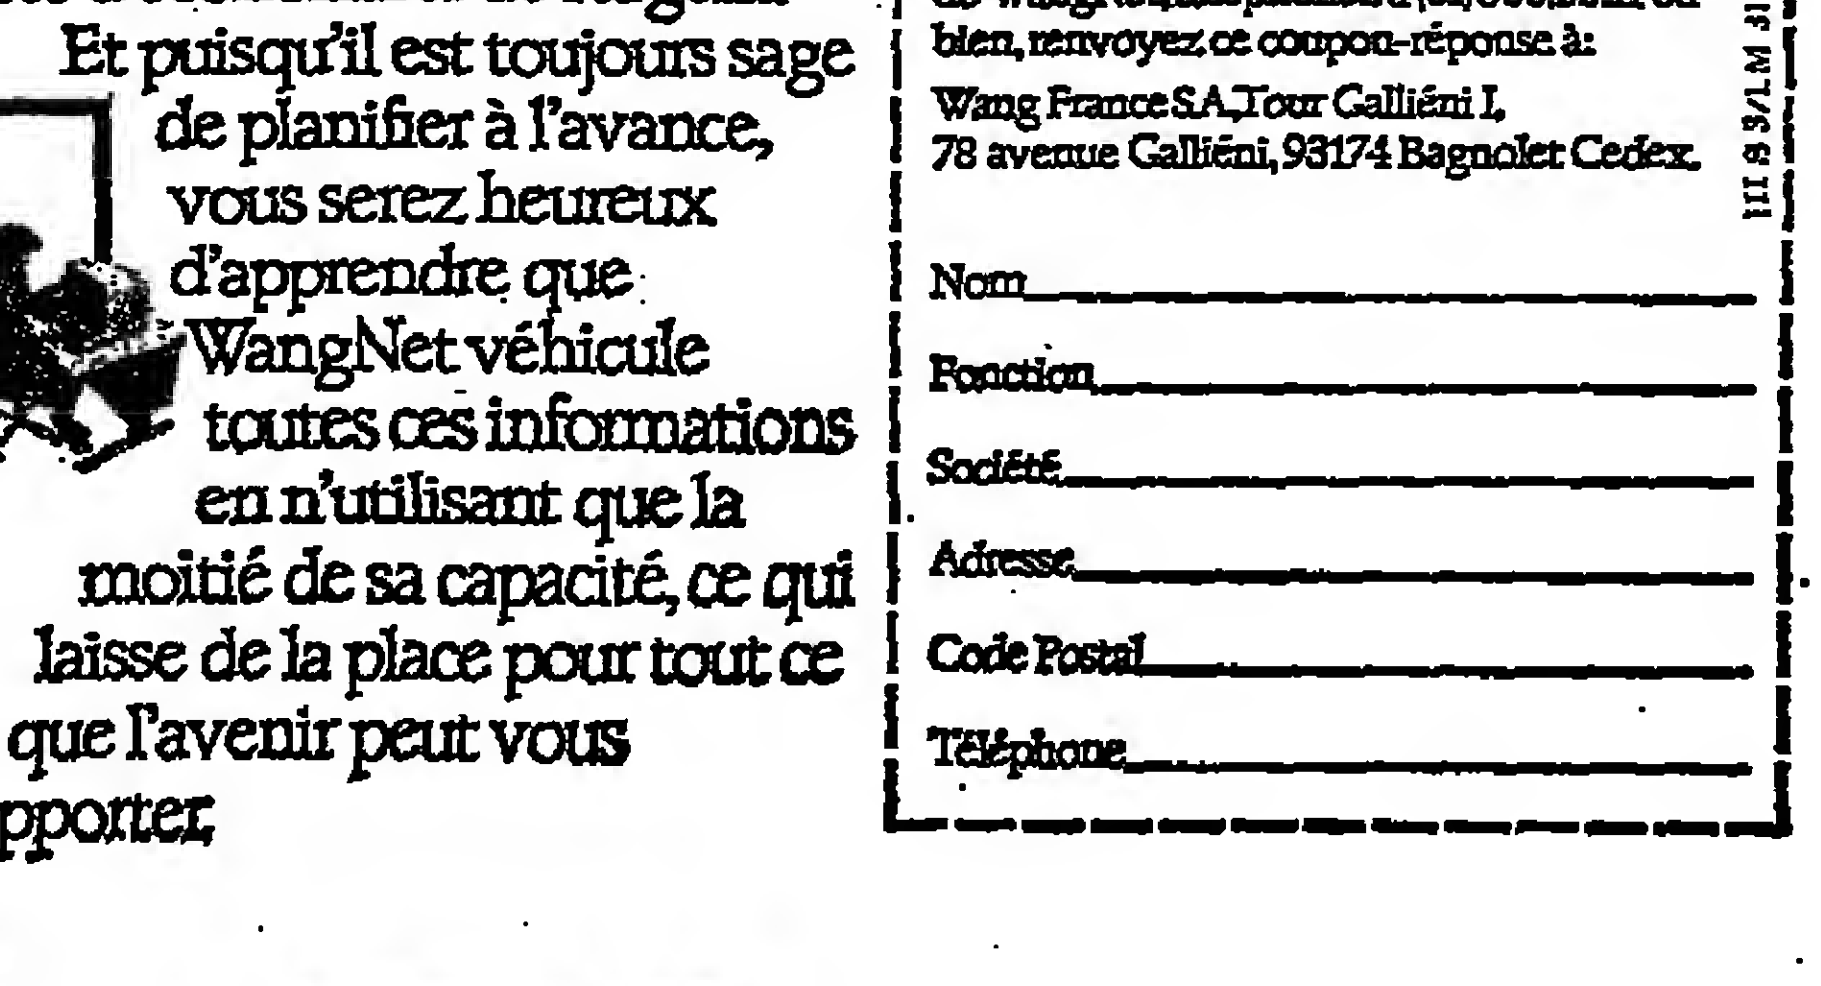 Et puisqu'il est toujours sage
de planifier à l'avance,
vous serez heureux
d'apprendre que
WangNet véhicule
toutes ces informations
en n'utilisant que la
moitié de sa capacité, ce qui
laisse de la place pour tout ce
que l'avenir peut vous
pporter.
bien, renvoyez ce coupon-réponse à:
Wang France S.A., Tour Galliéni I,
78 avenue Galliéni, 93174 Bagnolet Cedex.
Nom
Fonction
Société
Adresse
Code Postal
Téléphone